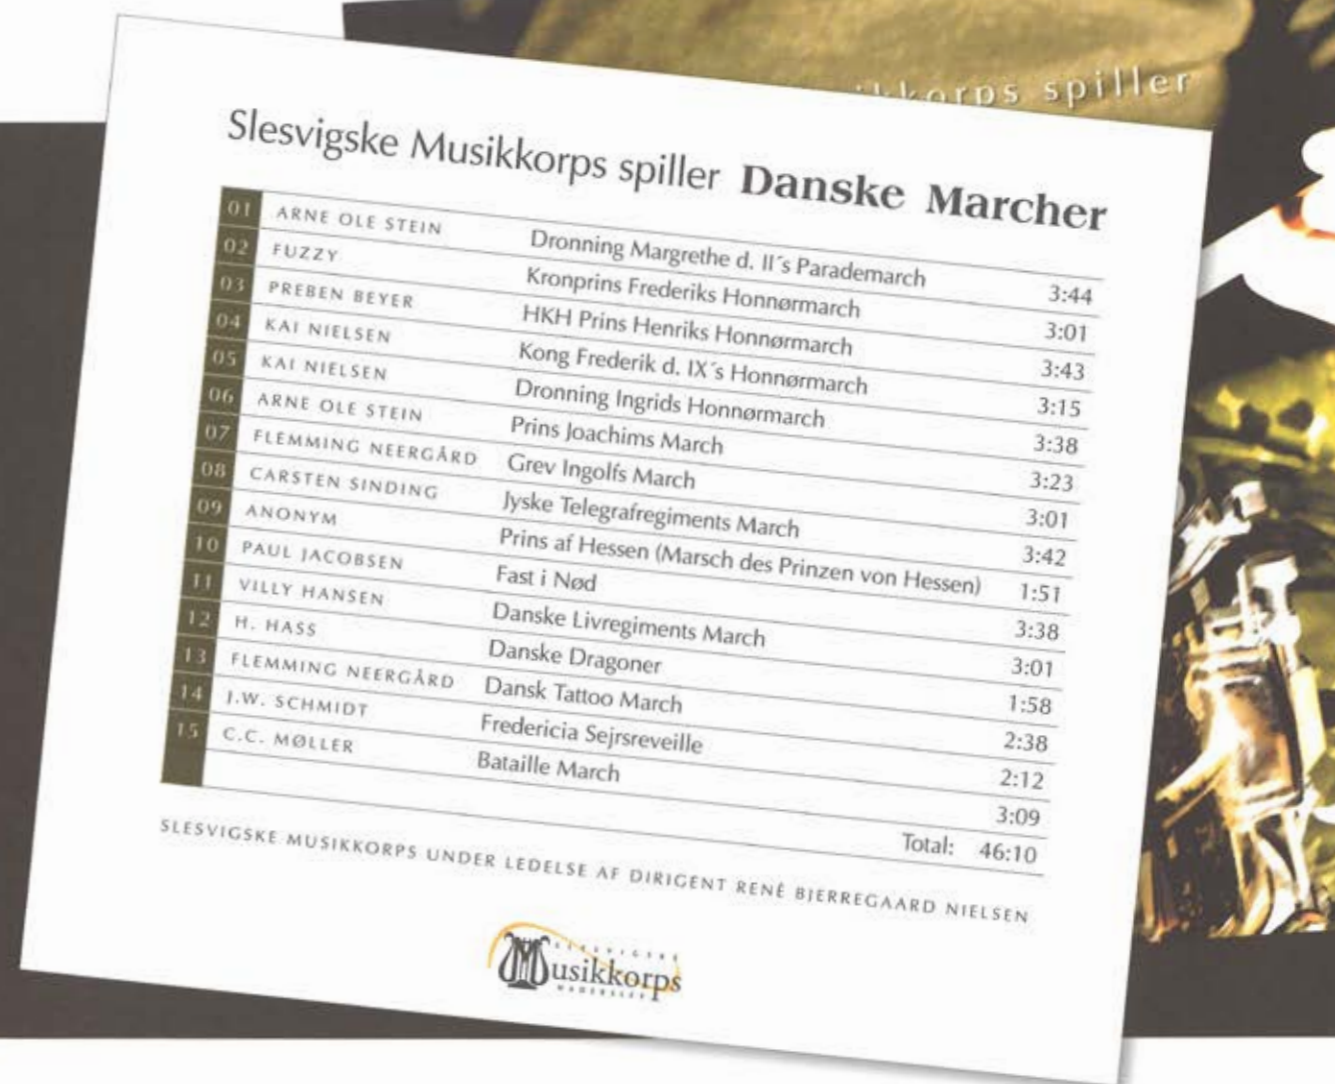 kkorps spiller
Slesvigske Musikkorps spiller Danske Marcher
01 ARNE OLE STEIN Dronning Margrethe d. II´s Parademarch 3:44
02 FUZZY Kronprins Frederiks Honnørmarch 3:01
03 PREBEN BEYER HKH Prins Henriks Honnørmarch 3:43
04 KAI NIELSEN Kong Frederik d. IX´s Honnørmarch 3:15
05 KAI NIELSEN Dronning Ingrids Honnørmarch 3:38
06 ARNE OLE STEIN Prins Joachims March 3:23
07 FLEMMING NEERGÅRD Grev Ingolfs March 3:01
08 CARSTEN SINDING Jyske Telegrafregiments March 3:42
09 ANONYM Prins af Hessen (Marsch des Prinzen von Hessen) 1:51
10 PAUL JACOBSEN Fast i Nød 3:38
11 VILLY HANSEN Danske Livregiments March 3:01
12 H. HASS Danske Dragoner 1:58
13 FLEMMING NEERGÅRD Dansk Tattoo March 2:38
14 J.W. SCHMIDT Fredericia Sejrsreveille 2:12
15 C.C. MØLLER Bataille March 3:09
Total: 46:10
SLESVIGSKE MUSIKKORPS UNDER LEDELSE AF DIRIGENT RENÉ BJERREGAARD NIELSEN
SLESVIGSKE
Musikkorps
HADERSLEV